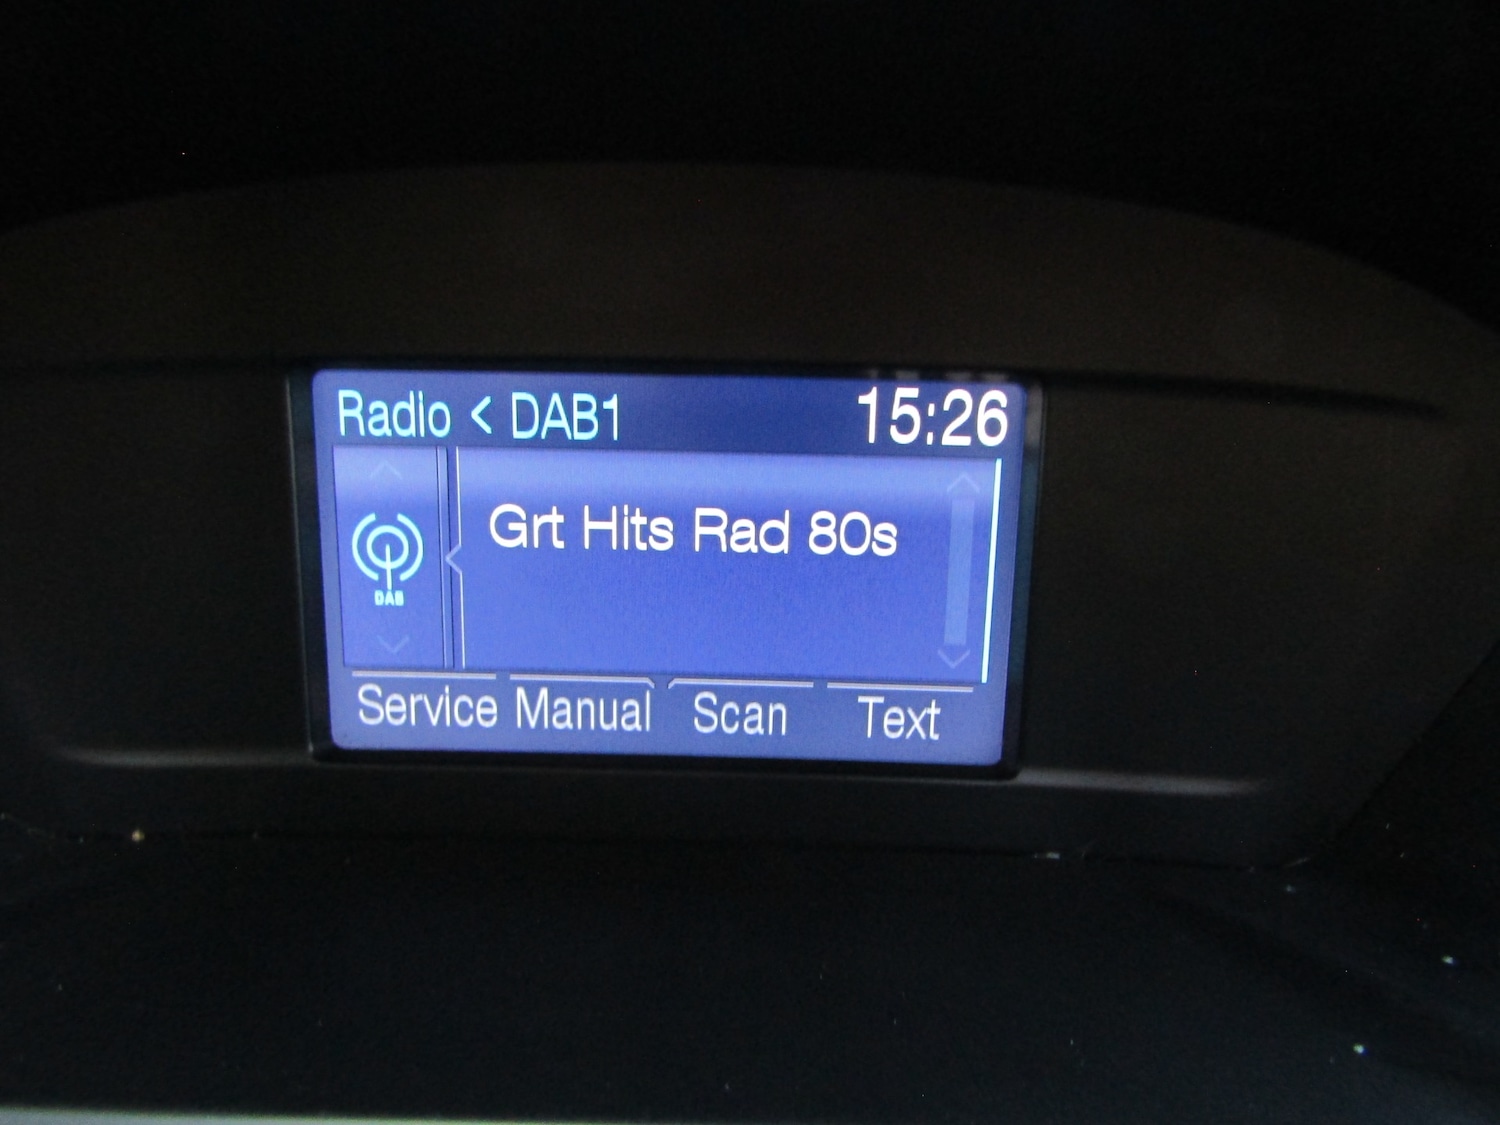 Radio < DAB1 15:26
Grt Hits Rad 80s
DAB
Service Manual Scan Text